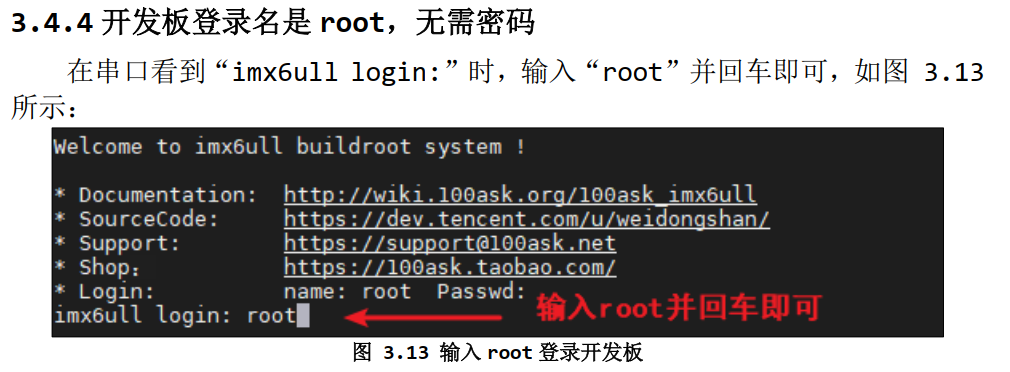 3.4.4 开发板登录名是 root，无需密码
在串口看到“imx6ull login:”时，输入“root”并回车即可，如图 3.13
所示：
Welcome to imx6ull buildroot system !
* Documentation: http://wiki.100ask.org/100ask_imx6ull
* SourceCode: https://dev.tencent.com/u/weidongshan/
* Support: https://support@100ask.net
* Shop： https://100ask.taobao.com/
* Login: name: root Passwd:
imx6ull login: root
输入root并回车即可
图 3.13 输入 root 登录开发板